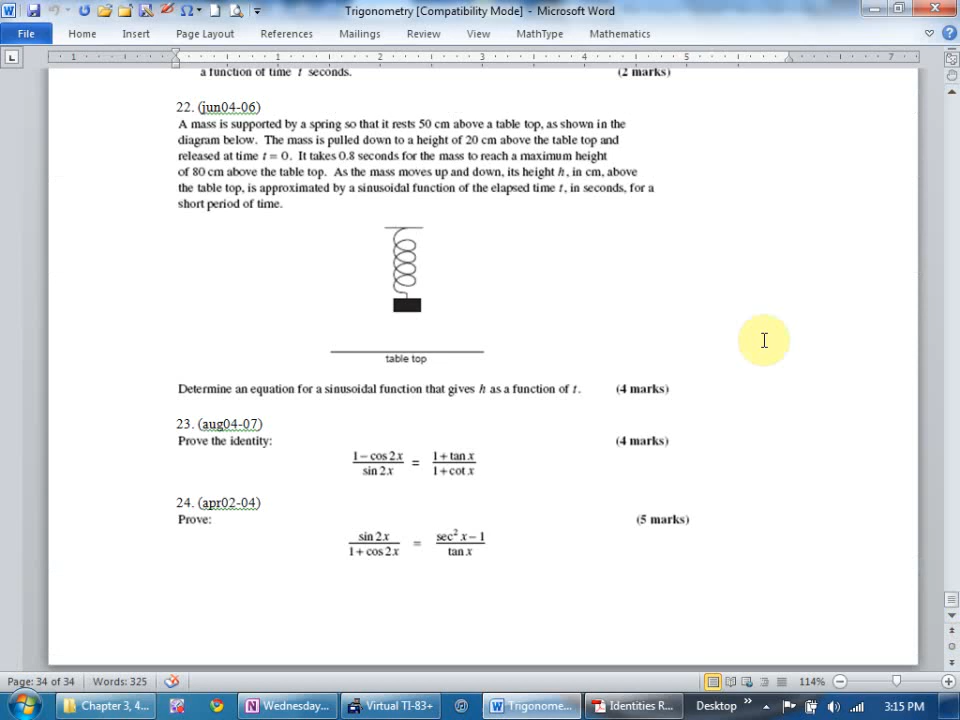 Trigonometry [Compatibility Mode] - Microsoft Word
File Home Insert Page Layout References Mailings Review View MathType Mathematics
1 1 2 3 4 5 7
a function of time t seconds. (2 marks)
22. (jun04-06)
A mass is supported by a spring so that it rests 50 cm above a table top, as shown in the
diagram below. The mass is pulled down to a height of 20 cm above the table top and
released at time t = 0. It takes 0.8 seconds for the mass to reach a maximum height
of 80 cm above the table top. As the mass moves up and down, its height h, in cm, above
the table top, is approximated by a sinusoidal function of the elapsed time t, in seconds, for a
short period of time.
table top
Determine an equation for a sinusoidal function that gives h as a function of t. (4 marks)
23. (aug04-07)
Prove the identity: (4 marks)
1 – cos 2x / sin 2x = 1 + tan x / 1 + cot x
24. (apr02-04)
Prove: (5 marks)
sin 2x / 1 + cos 2x = sec² x – 1 / tan x
Page: 34 of 34 Words: 325 114%
Chapter 3, 4... Wednesday... Virtual TI-83+ Trigonome... Identities R... Desktop 3:15 PM